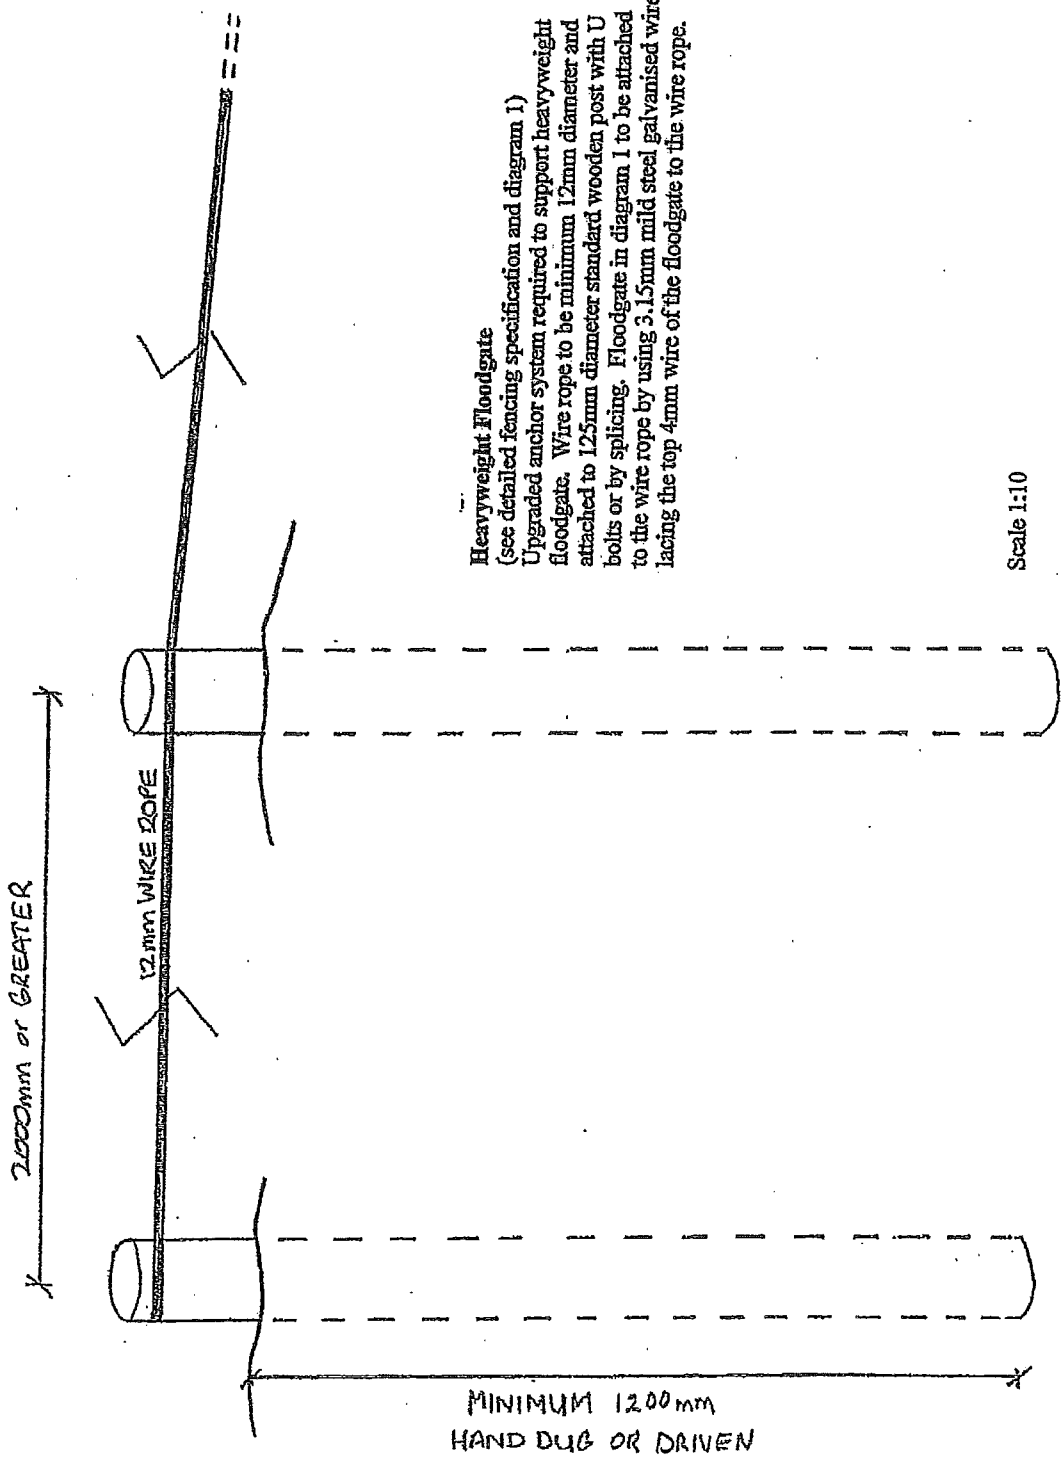 2000mm or GREATER
12mm WIRE ROPE
Heavyweight Floodgate
(see detailed fencing specification and diagram 1)
Upgraded anchor system required to support heavyweight
floodgate. Wire rope to be minimum 12mm diameter and
attached to 125mm diameter standard wooden post with U
bolts or by splicing. Floodgate in diagram 1 to be attached
to the wire rope by using 3.15mm mild steel galvanised wire
lacing the top 4mm wire of the floodgate to the wire rope.
Scale 1:10
MINIMUM 1200mm
HAND DUG OR DRIVEN